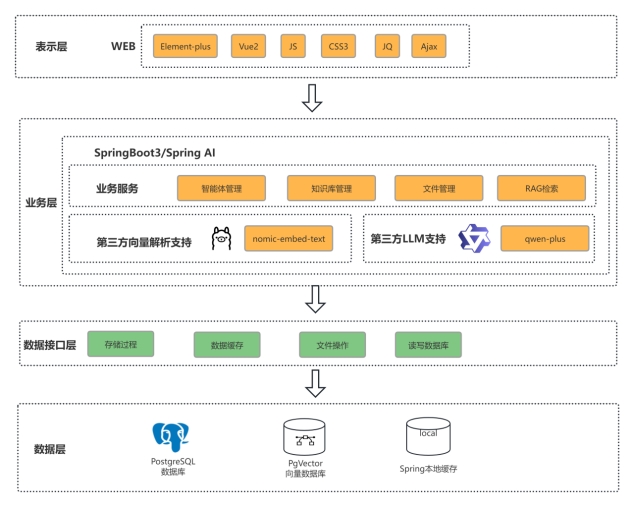 表示层 WEB Element-plus Vue2 JS CSS3 JQ Ajax
业务层
SpringBoot3/Spring AI
业务服务 智能体管理 知识库管理 文件管理 RAG检索
第三方向量解析支持 nomic-embed-text 第三方LLM支持 qwen-plus
数据接口层 存储过程 数据缓存 文件操作 读写数据库
数据层
PostgreSQL
数据库
PgVector
向量数据库
local
Spring本地缓存